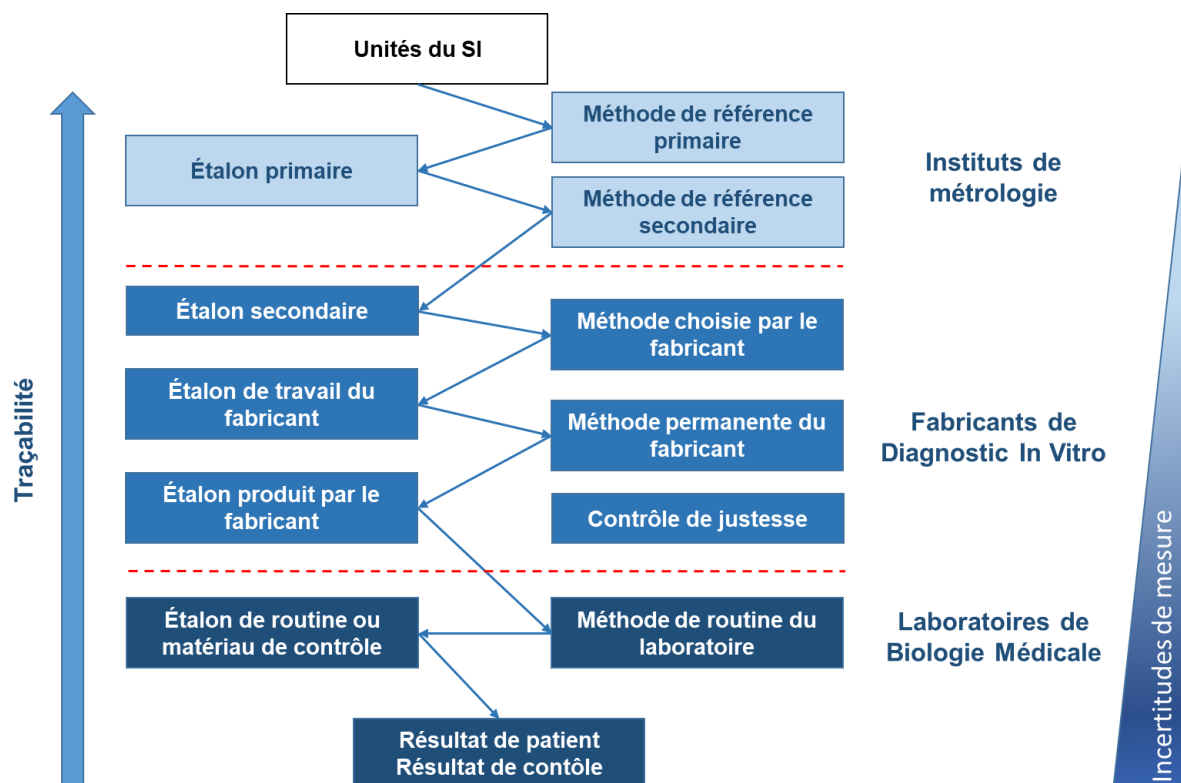 Unités du SI
Méthode de référence
primaire
Étalon primaire
Instituts de
métrologie
Méthode de référence
secondaire
Étalon secondaire
Méthode choisie par le
fabricant
Étalon de travail du
fabricant
Méthode permanente du
fabricant
Fabricants de
Diagnostic In Vitro
Étalon produit par le
fabricant
Contrôle de justesse
Étalon de routine ou
matériau de contrôle
Méthode de routine du
laboratoire
Laboratoires de
Biologie Médicale
Résultat de patient
Résultat de contôle
Traçabilité
Incertitudes de mesure